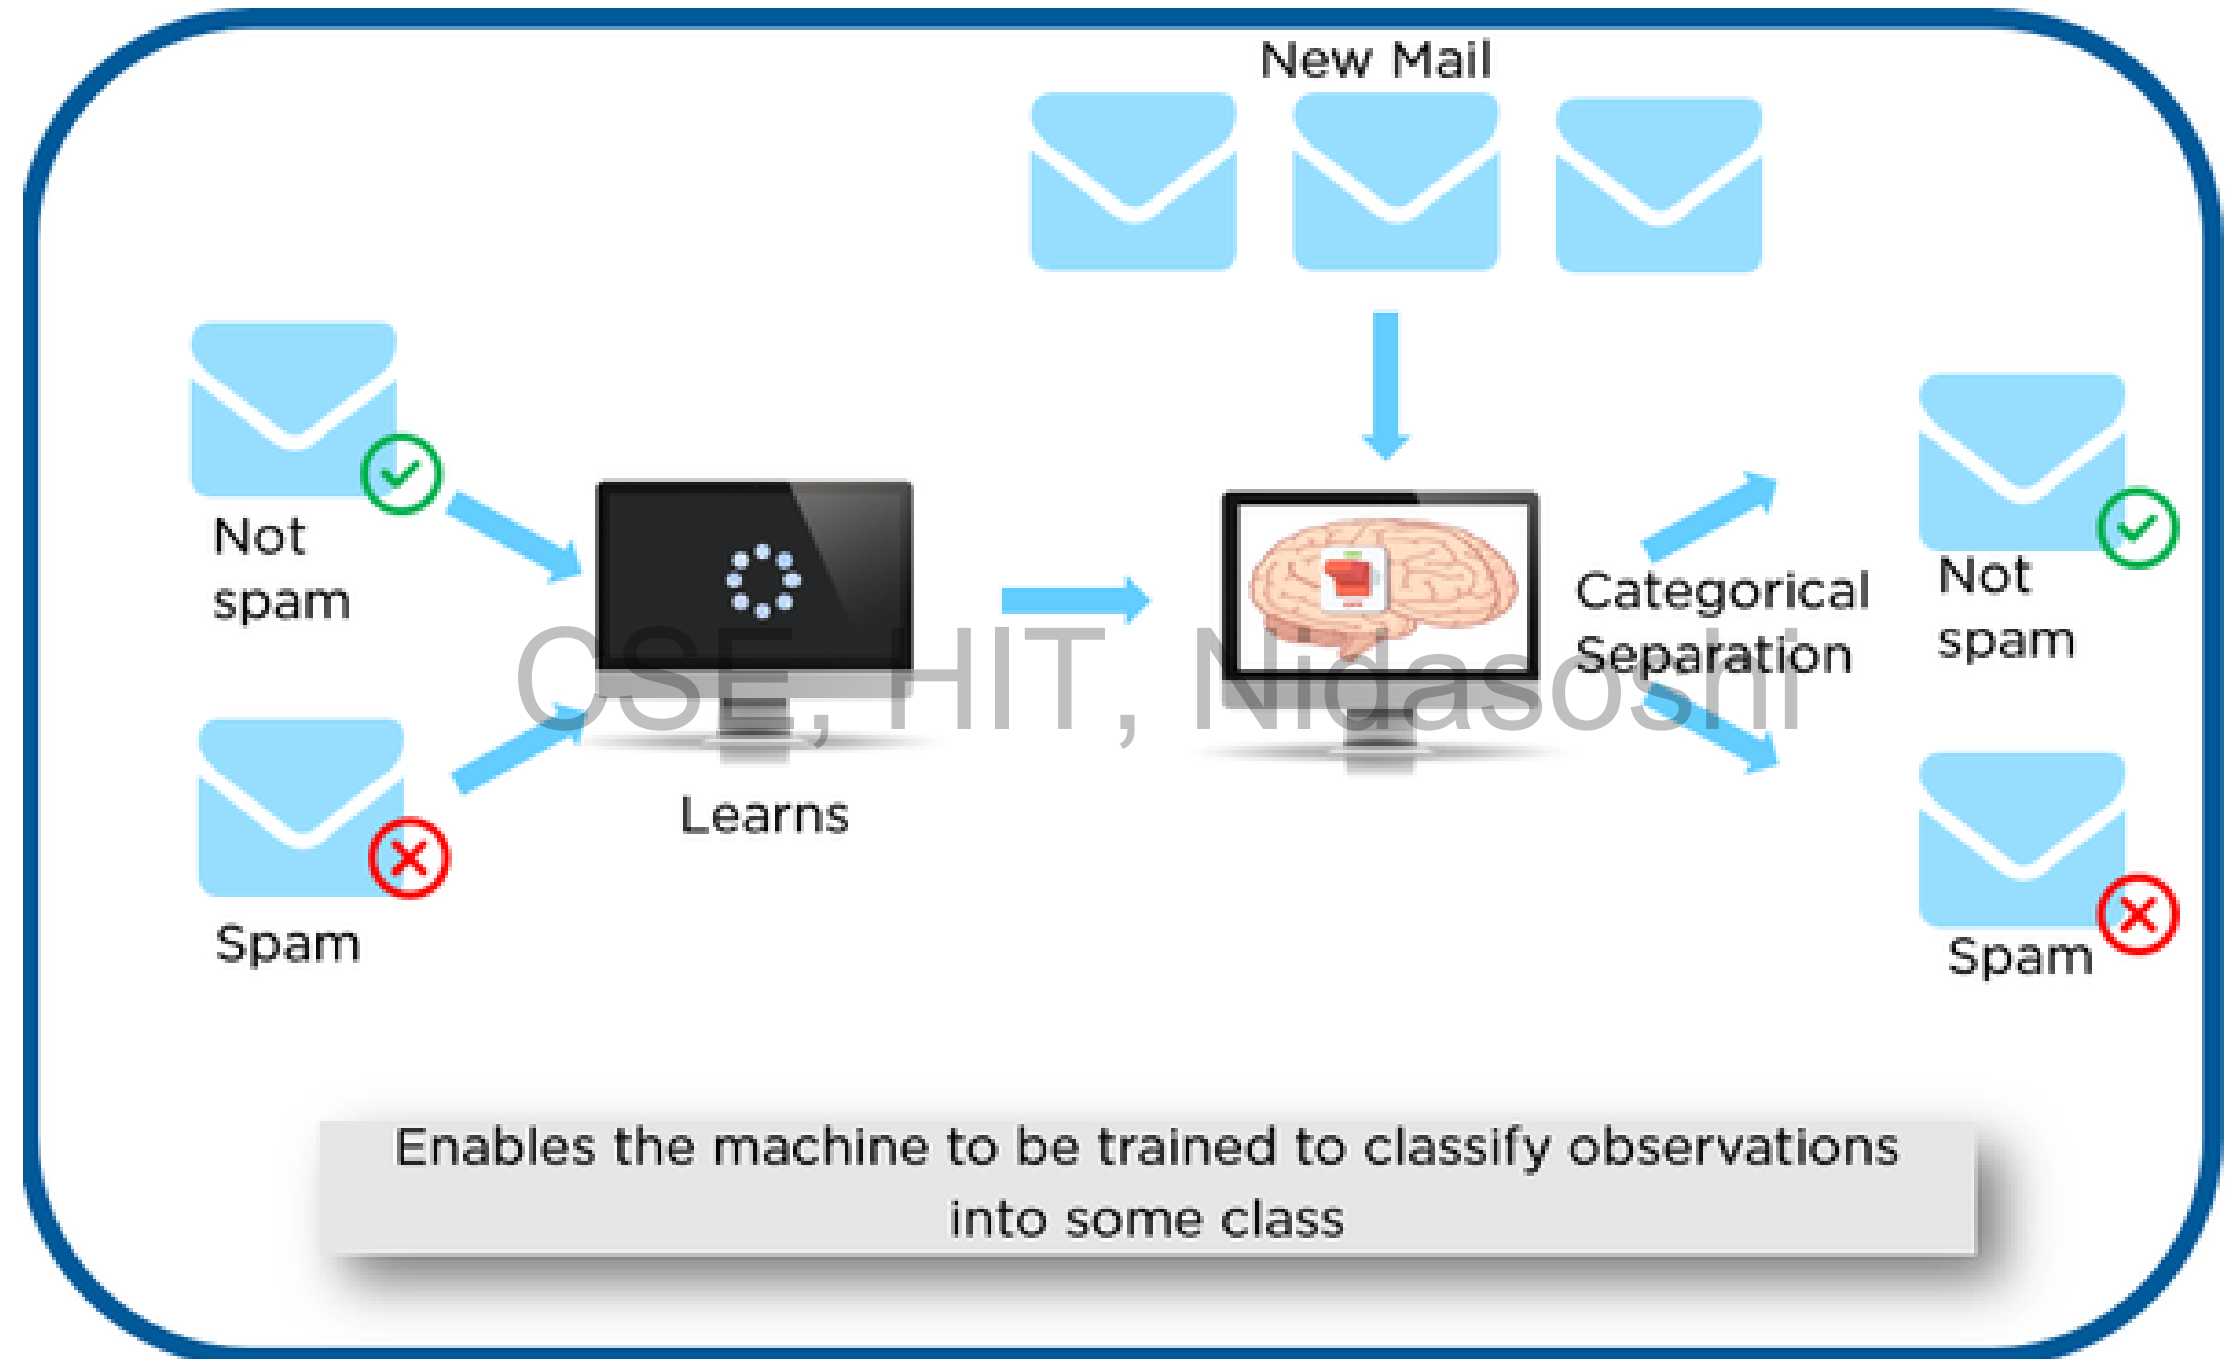 New Mail
Not
spam
Spam
Learns
Categorical
Separation
Not
spam
Spam
CSE, HIT, Nidasoshi
Enables the machine to be trained to classify observations
into some class